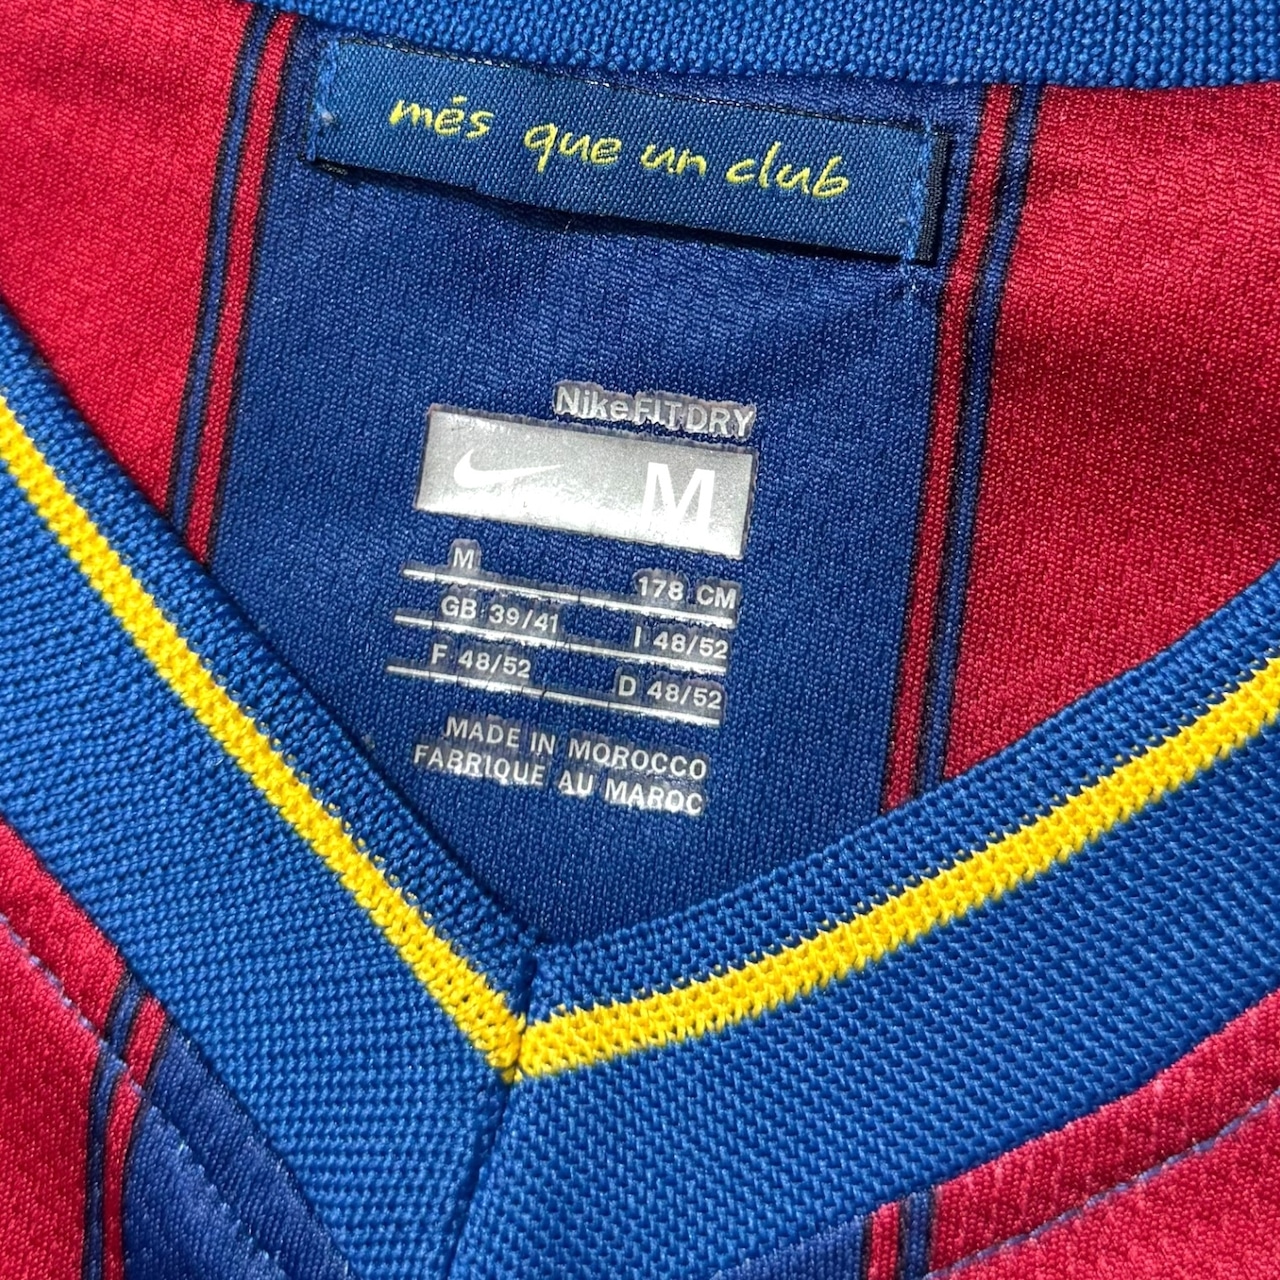 més que un club
NikeFITDRY
M
M 178 CM
GB 39/41 I 48/52
F 48/52 D 48/52
MADE IN MOROCCO
FABRIQUE AU MAROC